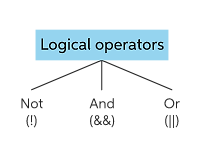 Logical operators
Not And Or
(!) (&&) (||)